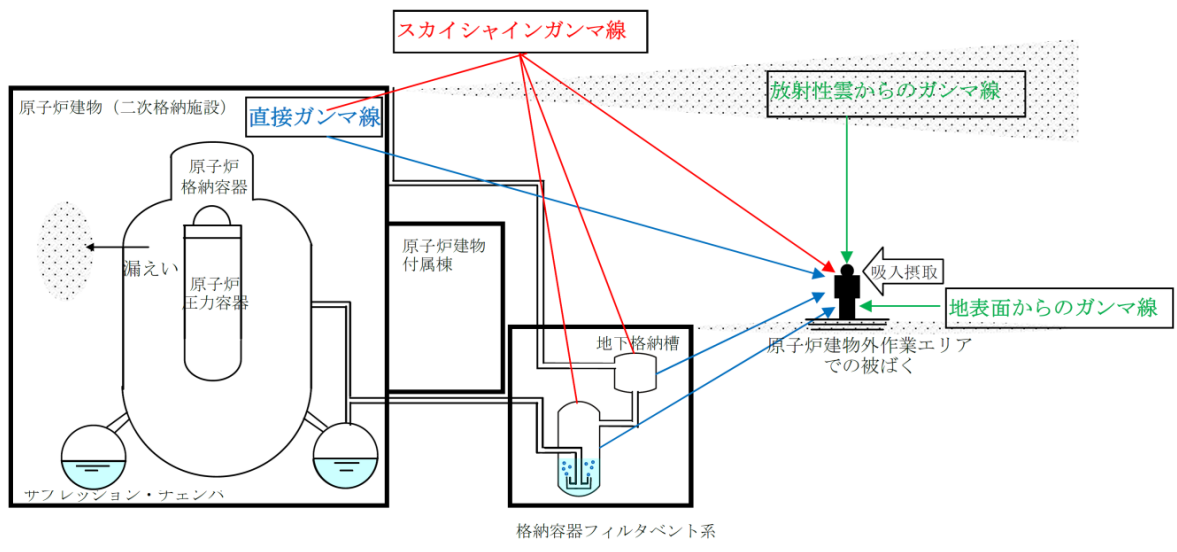 スカイシャインガンマ線
原子炉建物（二次格納施設）
直接ガンマ線
放射性雲からのガンマ線
原子炉
格納容器
原子炉建物
付属棟
漏えい
原子炉
圧力容器
吸入摂取
地表面からのガンマ線
地下格納槽
原子炉建物外作業エリア
での被ばく
サプレッション・チェンバ
格納容器フィルタベント系